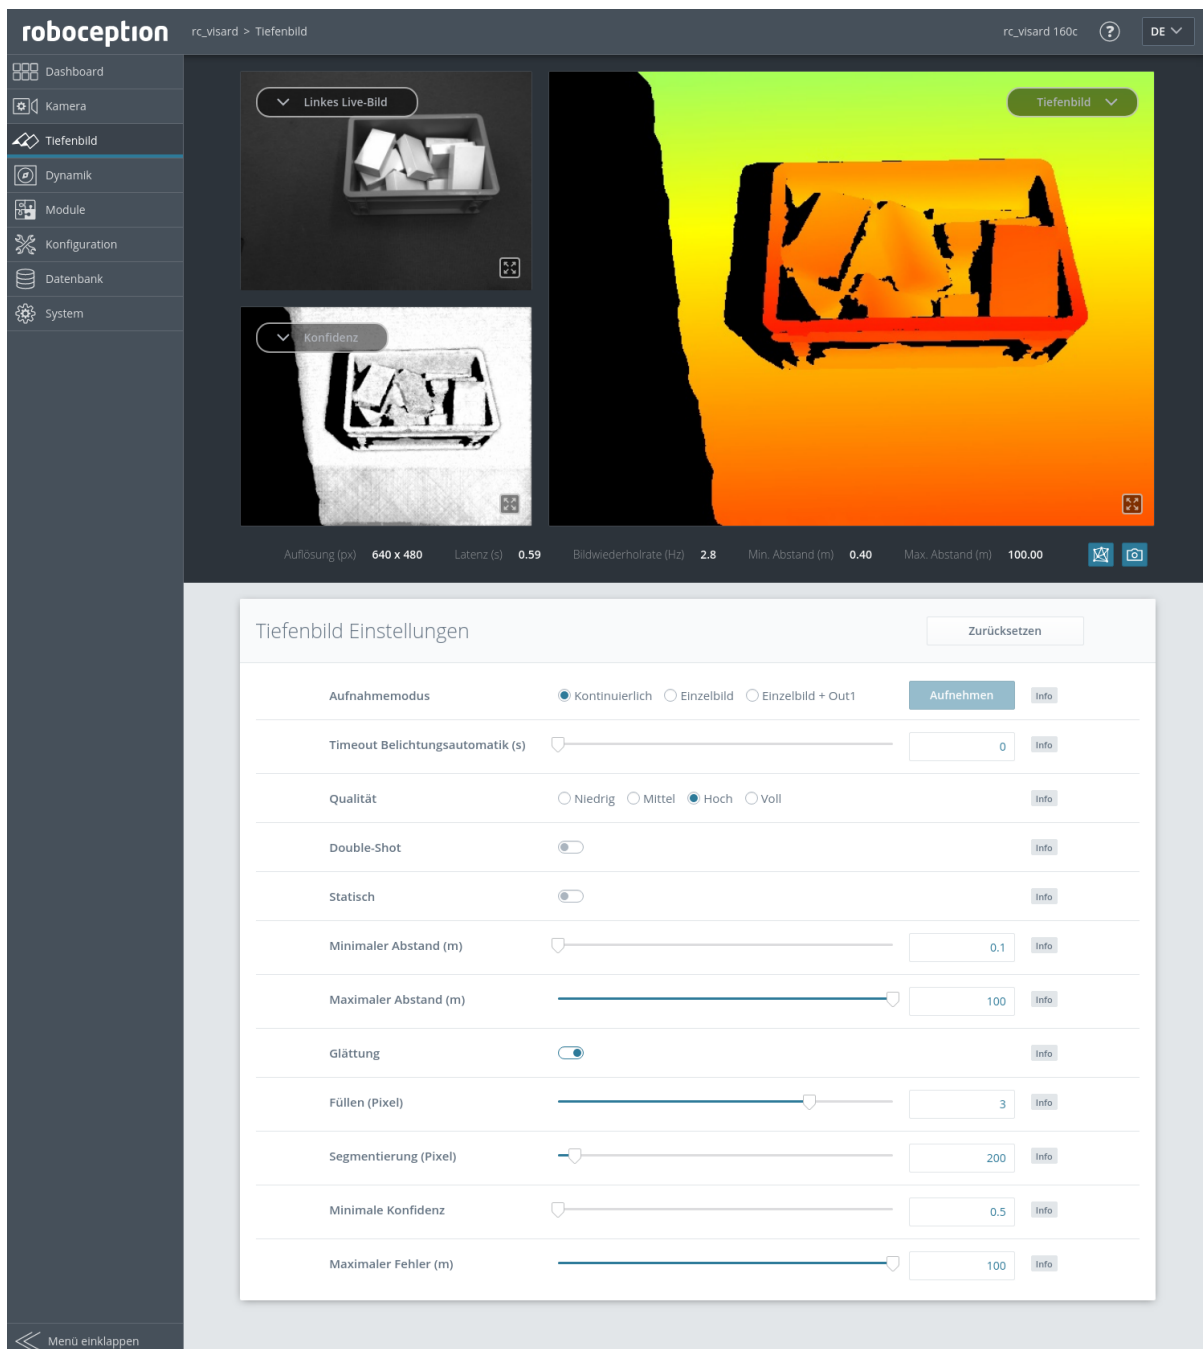 roboception
rc_visard > Tiefenbild
rc_visard 160c
?
DE
Dashboard
Kamera
Tiefenbild
Dynamik
Module
Konfiguration
Datenbank
System
Menü einklappen
Linkes Live-Bild
Konfidenz
Tiefenbild
Auflösung (px) 640 x 480 Latenz (s) 0.59 Bildwiederholrate (Hz) 2.8 Min. Abstand (m) 0.40 Max. Abstand (m) 100.00
Tiefenbild Einstellungen Zurücksetzen
Aufnahmemodus Kontinuierlich Einzelbild Einzelbild + Out1 Aufnehmen Info
Timeout Belichtungsautomatik (s) 0 Info
Qualität Niedrig Mittel Hoch Voll Info
Double-Shot Info
Statisch Info
Minimaler Abstand (m) 0.1 Info
Maximaler Abstand (m) 100 Info
Glättung Info
Füllen (Pixel) 3 Info
Segmentierung (Pixel) 200 Info
Minimale Konfidenz 0.5 Info
Maximaler Fehler (m) 100 Info